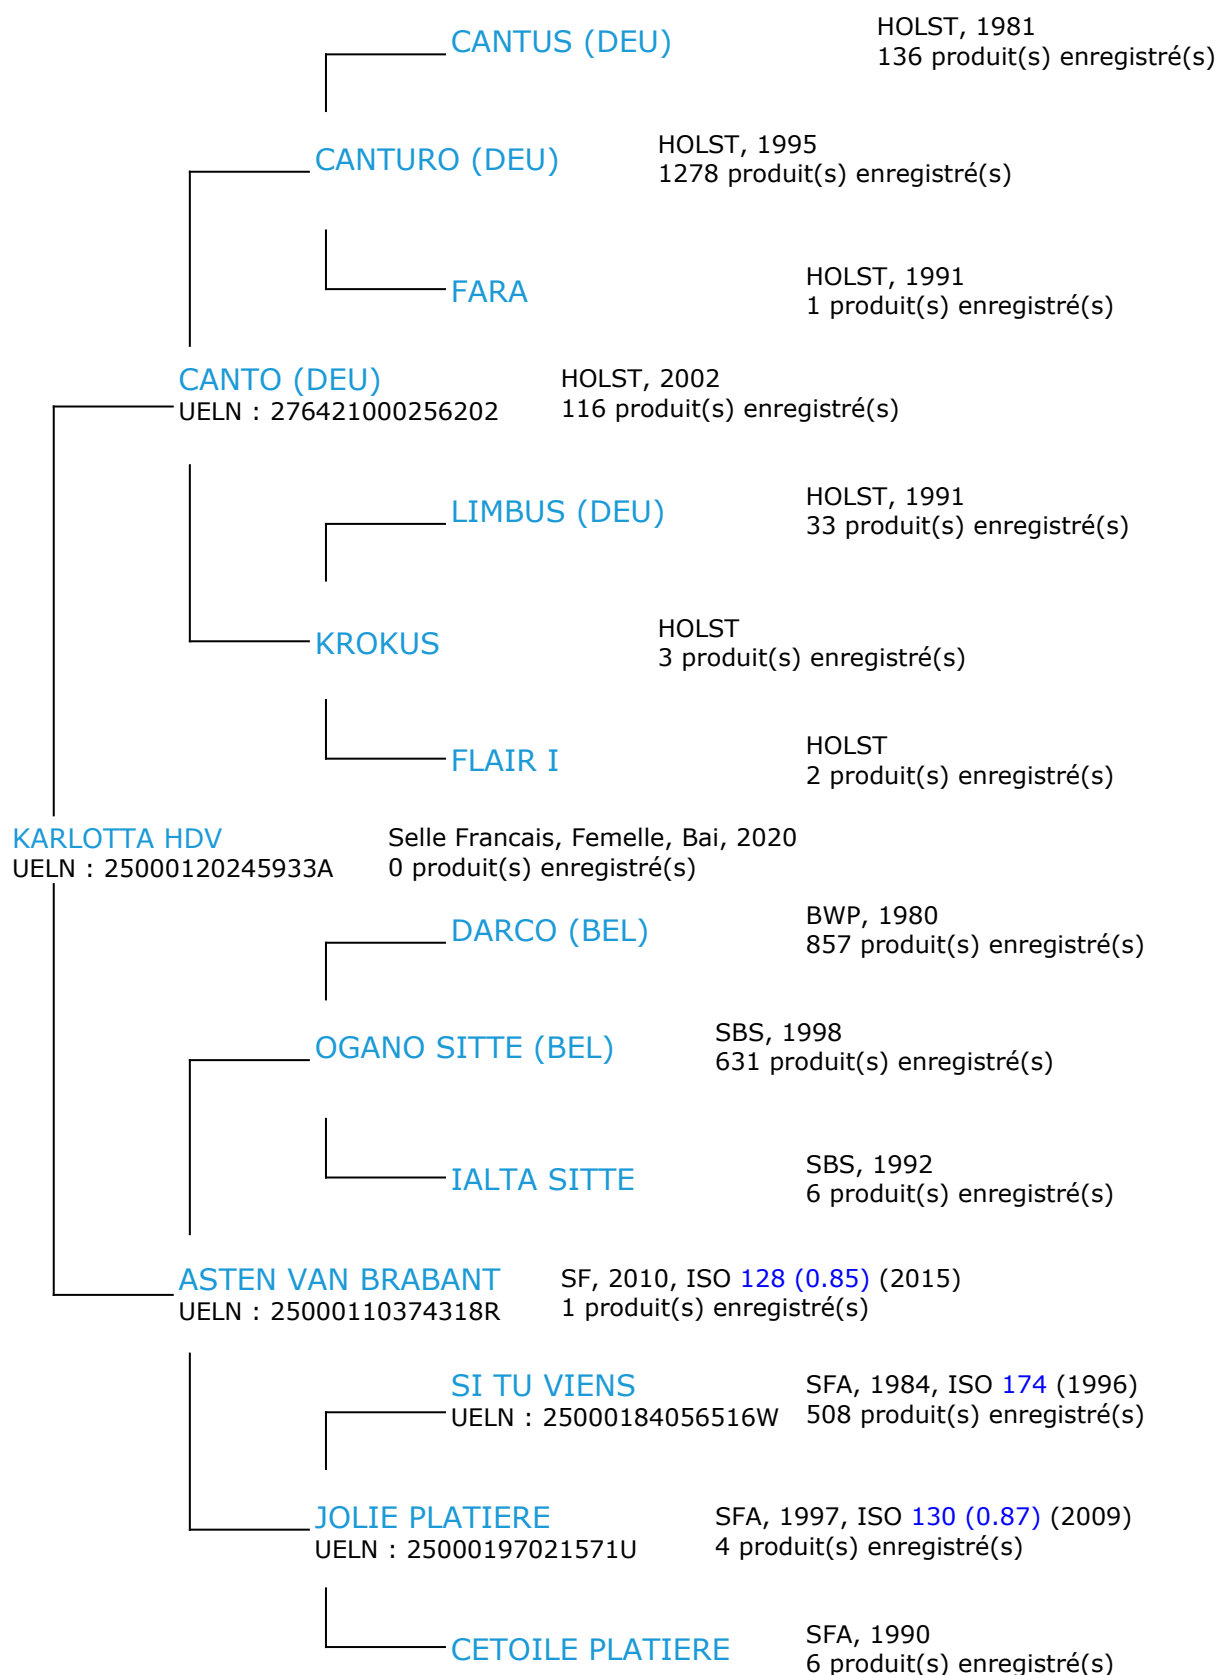 CANTUS (DEU)
HOLST, 1981
136 produit(s) enregistré(s)
CANTURO (DEU)
HOLST, 1995
1278 produit(s) enregistré(s)
FARA
HOLST, 1991
1 produit(s) enregistré(s)
CANTO (DEU)
UELN : 276421000256202
HOLST, 2002
116 produit(s) enregistré(s)
LIMBUS (DEU)
HOLST, 1991
33 produit(s) enregistré(s)
KROKUS
HOLST
3 produit(s) enregistré(s)
FLAIR I
HOLST
2 produit(s) enregistré(s)
KARLOTTA HDV
UELN : 25000120245933A
Selle Francais, Femelle, Bai, 2020
0 produit(s) enregistré(s)
DARCO (BEL)
BWP, 1980
857 produit(s) enregistré(s)
OGANO SITTE (BEL)
SBS, 1998
631 produit(s) enregistré(s)
IALTA SITTE
SBS, 1992
6 produit(s) enregistré(s)
ASTEN VAN BRABANT
UELN : 25000110374318R
SF, 2010, ISO 128 (0.85) (2015)
1 produit(s) enregistré(s)
SI TU VIENS
UELN : 25000184056516W
SFA, 1984, ISO 174 (1996)
508 produit(s) enregistré(s)
JOLIE PLATIERE
UELN : 25000197021571U
SFA, 1997, ISO 130 (0.87) (2009)
4 produit(s) enregistré(s)
CETOILE PLATIERE
SFA, 1990
6 produit(s) enregistré(s)